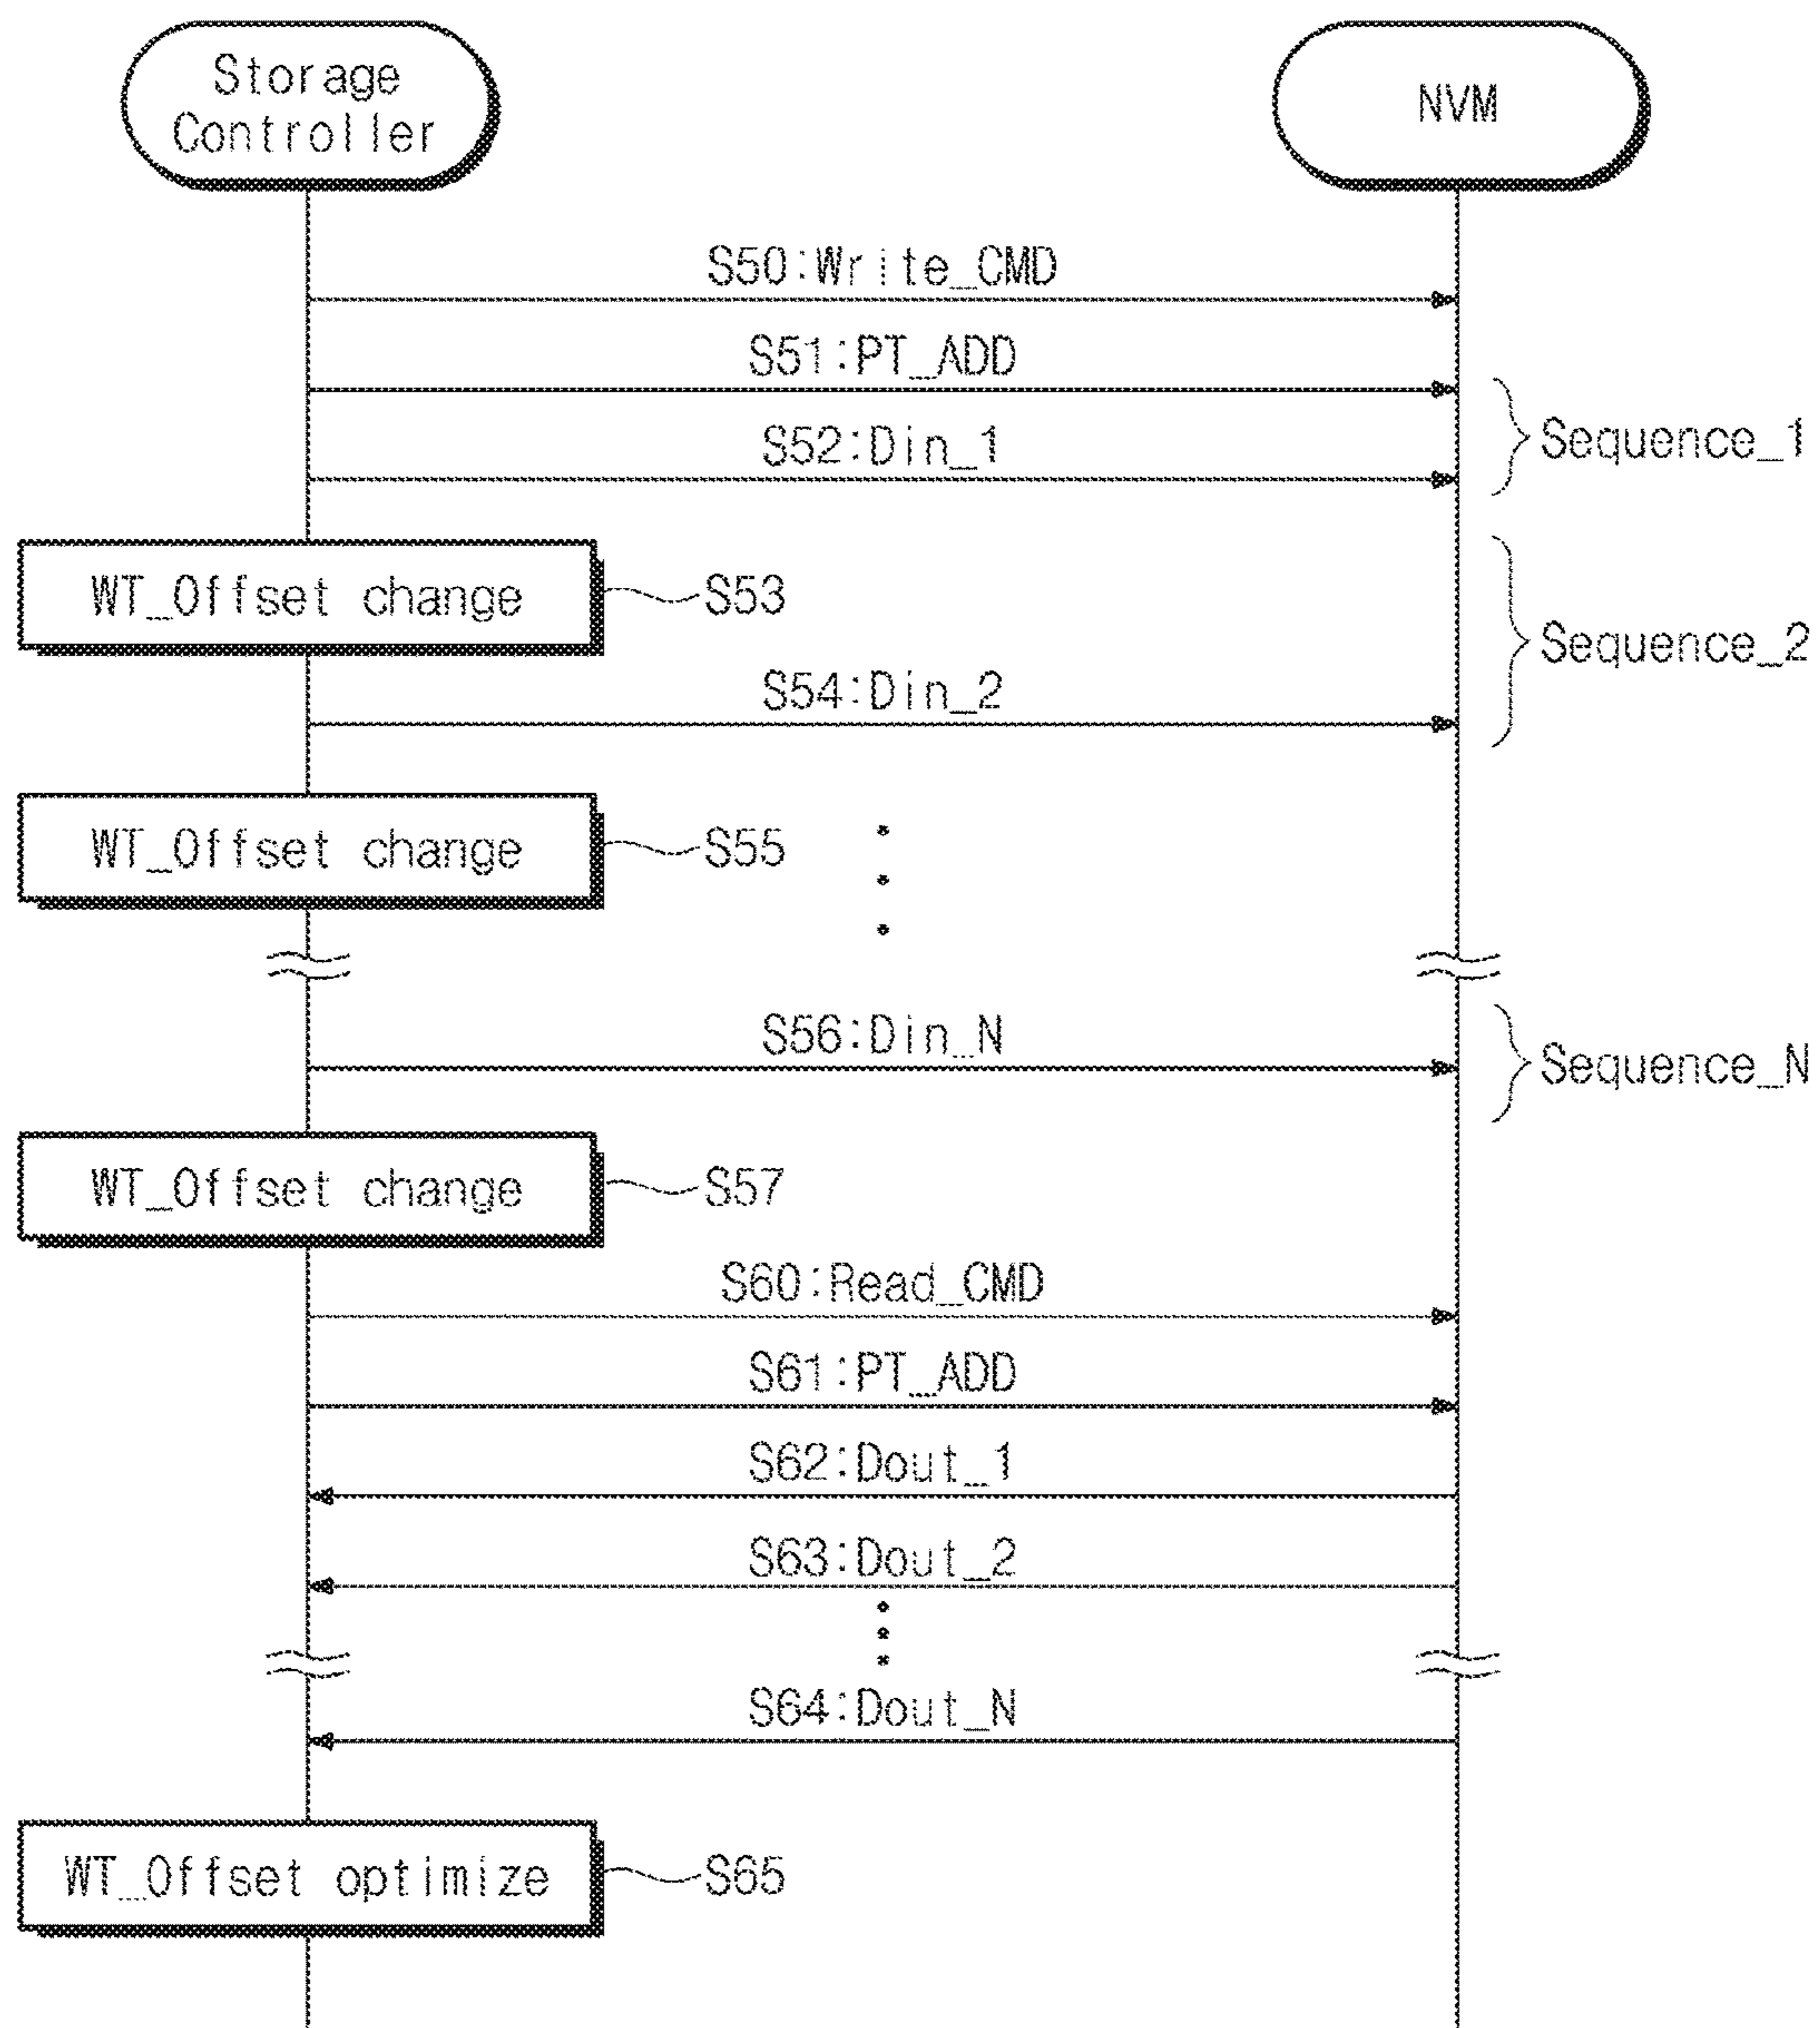 Storage
Controller
NVM
S50:Write_CMD
S51:PT_ADD
S52:Din_1
Sequence_1
WT_Offset change
S53
Sequence_2
S54:Din_2
WT_Offset change
S55
S56:Din_N
Sequence_N
WT_Offset change
S57
S60:Read_CMD
S61:PT_ADD
S62:Dout_1
S63:Dout_2
S64:Dout_N
WT_Offset optimize
S65